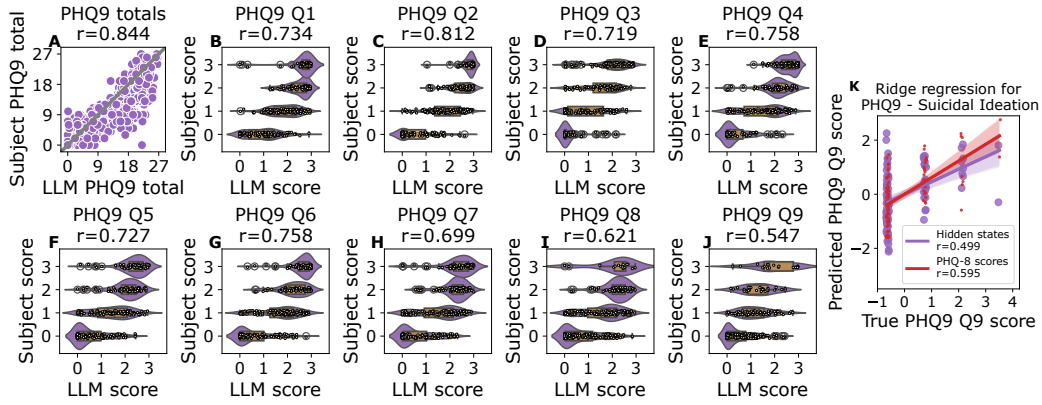 PHQ9 totals
r=0.844
A
Subject PHQ9 total
27
18
9
0
0 9 18 27
LLM PHQ9 total
PHQ9 Q1
r=0.734
B
Subject score
3
2
1
0
0 1 2 3
LLM score
PHQ9 Q2
r=0.812
C
Subject score
3
2
1
0
0 1 2 3
LLM score
PHQ9 Q3
r=0.719
D
Subject score
3
2
1
0
0 1 2 3
LLM score
PHQ9 Q4
r=0.758
E
Subject score
3
2
1
0
0 1 2 3
LLM score
PHQ9 Q5
r=0.727
F
Subject score
3
2
1
0
0 1 2 3
LLM score
PHQ9 Q6
r=0.758
G
Subject score
3
2
1
0
0 1 2 3
LLM score
PHQ9 Q7
r=0.699
H
Subject score
3
2
1
0
0 1 2 3
LLM score
PHQ9 Q8
r=0.621
I
Subject score
3
2
1
0
0 1 2 3
LLM score
PHQ9 Q9
r=0.547
J
Subject score
3
2
1
0
0 1 2 3
LLM score
K
Ridge regression for
PHQ9 - Suicidal Ideation
Predicted PHQ9 Q9 score
2
0
−2
Hidden states
r=0.499
PHQ-8 scores
r=0.595
−1 0 1 2 3 4
True PHQ9 Q9 score